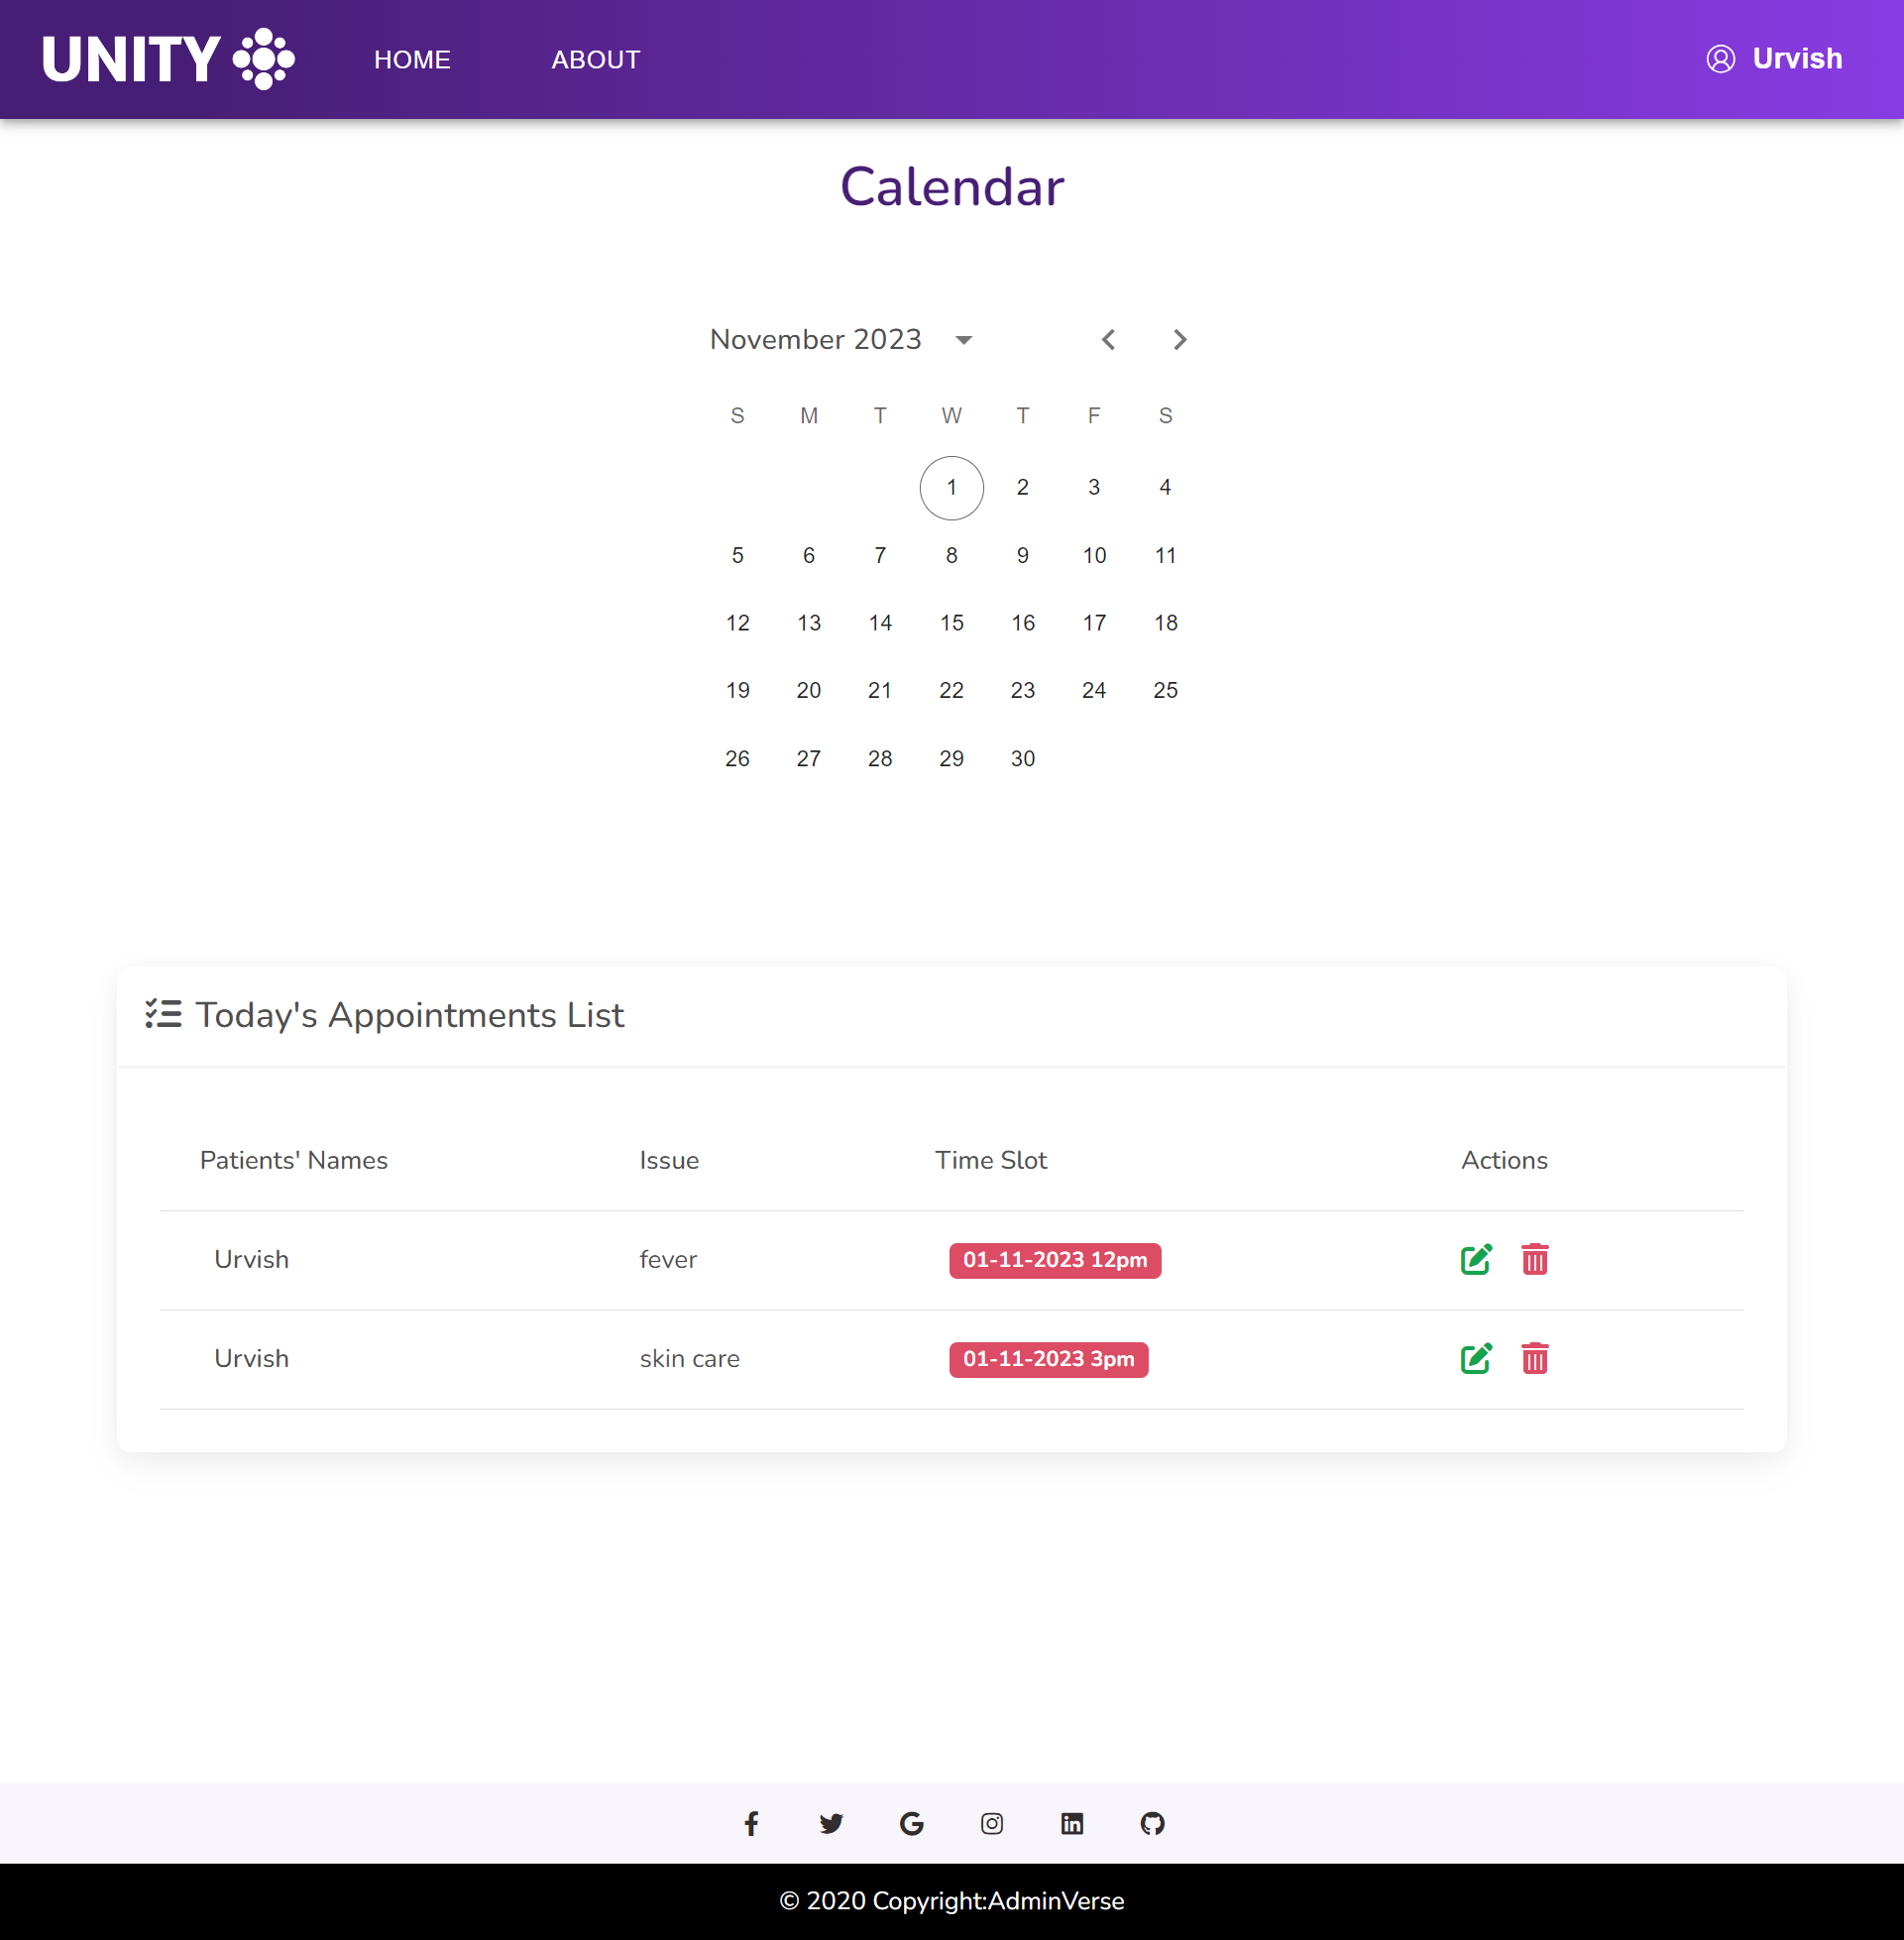 UNITY HOME ABOUT Urvish
Calendar
November 2023
S M T W T F S
1 2 3 4
5 6 7 8 9 10 11
12 13 14 15 16 17 18
19 20 21 22 23 24 25
26 27 28 29 30
Today's Appointments List
Patients' Names Issue Time Slot Actions
Urvish fever 01-11-2023 12pm
Urvish skin care 01-11-2023 3pm
© 2020 Copyright:AdminVerse